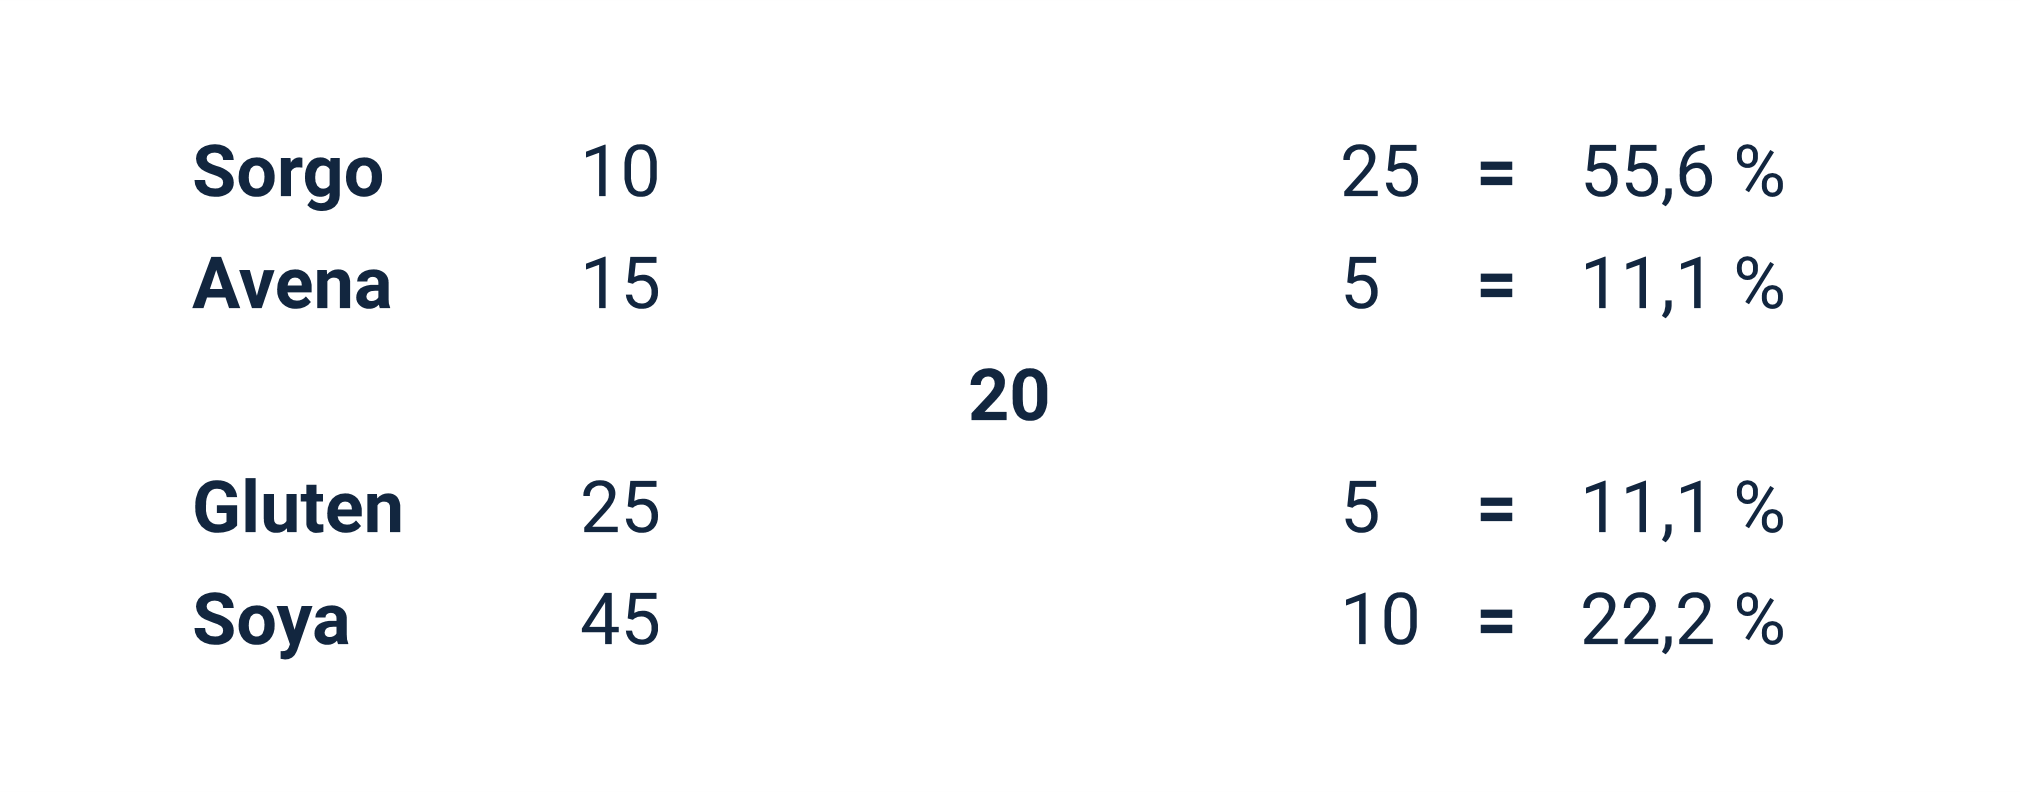 Sorgo 10 25 = 55,6 %
Avena 15 5 = 11,1 %
20
Gluten 25 5 = 11,1 %
Soya 45 10 = 22,2 %